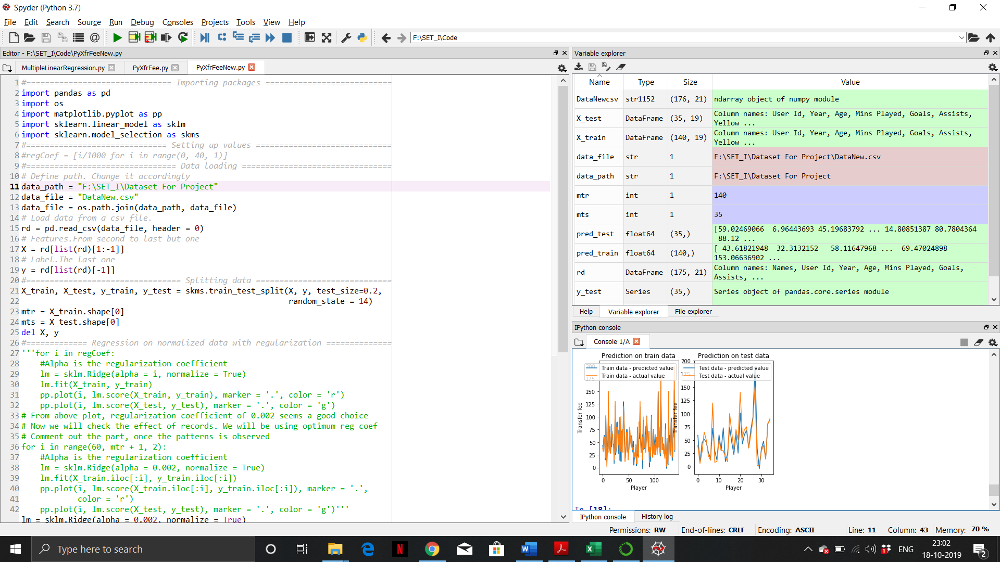 Spyder (Python 3.7)
File Edit Search Source Run Debug Consoles Projects Tools View Help
F:\SET_I\Code
Editor - F:\SET_I\Code\PyXfrFeeNew.py
MultipleLinearRegression.py PyXfrFee.py PyXfrFeeNew.py
1 #=============================== Importing packages ===========================
2 import pandas as pd
3 import os
4 import matplotlib.pyplot as pp
5 import sklearn.linear_model as sklm
6 import sklearn.model_selection as skms
7 #============================== Setting up values =============================
8 #regCoef = [i/1000 for i in range(0, 40, 1)]
9 #================================ Data loading ================================
10 # Define path. Change it accordingly
11 data_path = "F:\SET_I\Dataset For Project"
12 data_file = "DataNew.csv"
13 data_file = os.path.join(data_path, data_file)
14 # Load data from a csv file.
15 rd = pd.read_csv(data_file, header = 0)
16 # Features.From second to last but one
17 X = rd[list(rd)[1:-1]]
18 # Label.The last one
19 y = rd[list(rd)[-1]]
20 #================================= Splitting data =============================
21 X_train, X_test, y_train, y_test = skms.train_test_split(X, y, test_size=0.2,
22 random_state = 14)
23 mtr = X_train.shape[0]
24 mts = X_test.shape[0]
25 del X, y
26 #============= Regression on normalized data with regularization ==============
27 '''for i in regCoef:
28 #Alpha is the regularization coefficient
29 lm = sklm.Ridge(alpha = i, normalize = True)
30 lm.fit(X_train, y_train)
31 pp.plot(i, lm.score(X_train, y_train), marker = '.', color = 'r')
32 pp.plot(i, lm.score(X_test, y_test), marker = '.', color = 'g')
33 # From above plot, regularization coefficient of 0.002 seems a good choice
34 # Now we will check the effect of records. We will be using optimum reg coef
35 # Comment out the part, once the patterns is observed
36 for i in range(60, mtr + 1, 2):
37 #Alpha is the regularization coefficient
38 lm = sklm.Ridge(alpha = 0.002, normalize = True)
39 lm.fit(X_train.iloc[:i], y_train.iloc[:i])
40 pp.plot(i, lm.score(X_train.iloc[:i], y_train.iloc[:i]), marker = '.',
41 color = 'r')
42 pp.plot(i, lm.score(X_test, y_test), marker = '.', color = 'g')'''
lm = sklm.Ridge(alpha = 0.002, normalize = True)
Variable explorer
Name Type Size Value
DataNewcsv str1152 (176, 21) ndarray object of numpy module
X_test DataFrame (35, 19) Column names: User Id, Year, Age, Mins Played, Goals, Assists,
Yellow ...
X_train DataFrame (140, 19) Column names: User Id, Year, Age, Mins Played, Goals, Assists,
Yellow ...
data_file str 1 F:\SET_I\Dataset For Project\DataNew.csv
data_path str 1 F:\SET_I\Dataset For Project
mtr int 1 140
mts int 1 35
pred_test float64 (35,) [59.02469066 6.96443693 45.19683792 ... 14.80851387 80.7804364
88.12 ...
pred_train float64 (140,) [ 43.61821948 32.3132152 58.11647968 ... 69.47024898
153.06636902 ...
rd DataFrame (175, 21) Column names: Names, User Id, Year, Age, Mins Played, Goals,
Assists, ...
y_test Series (35,) Series object of pandas.core.series module
Help Variable explorer File explorer
IPython console
Console 1/A
Prediction on train data
200
Train data - predicted value
Train data - actual value
175
150
125
100
75
50
25
0
Transfer fee
0 50 100
Player
Prediction on test data
200
Test data - predicted value
Test data - actual value
175
150
125
100
75
50
25
0
Transfer fee
0 10 20 30
Player
In [18]:
IPython console History log
Permissions: RW End-of-lines: CRLF Encoding: ASCII Line: 11 Column: 43 Memory: 70 %
Type here to search
ENG
23:02
18-10-2019
2